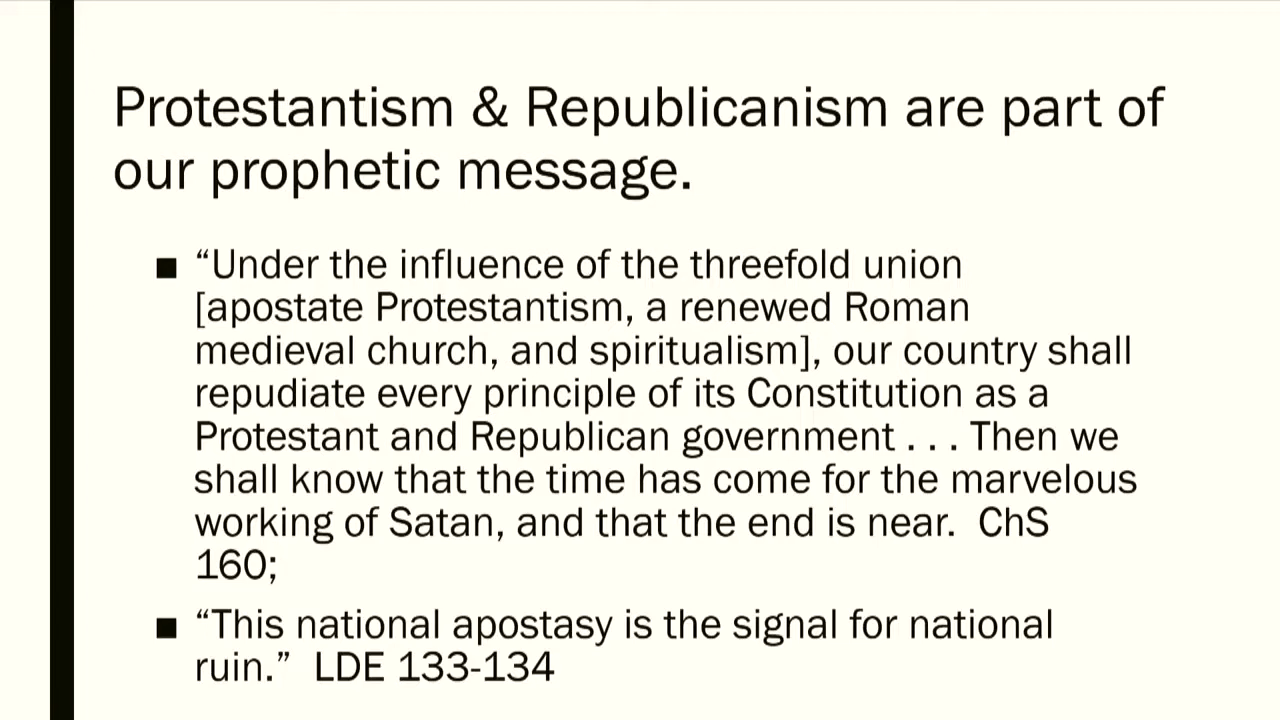 Protestantism & Republicanism are part of
our prophetic message.
■ “Under the influence of the threefold union
[apostate Protestantism, a renewed Roman
medieval church, and spiritualism], our country shall
repudiate every principle of its Constitution as a
Protestant and Republican government . . . Then we
shall know that the time has come for the marvelous
working of Satan, and that the end is near.  ChS
160;
■ “This national apostasy is the signal for national
ruin.”  LDE 133-134